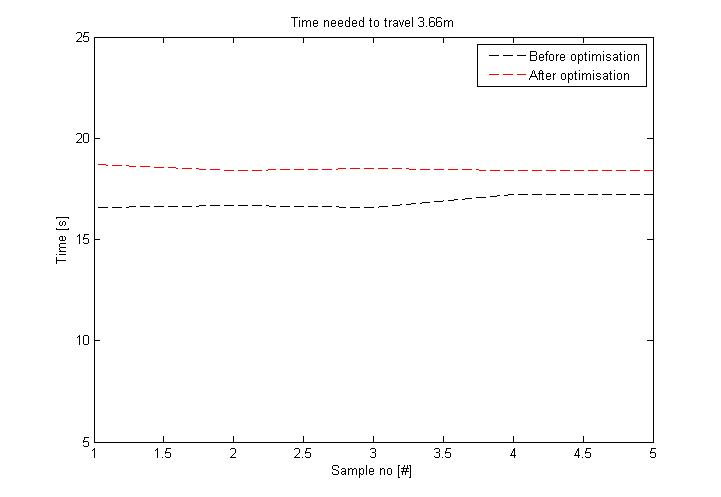 Time needed to travel 3.66m
Before optimisation
After optimisation
25
20
15
10
5
Time [s]
1
1.5
2
2.5
3
3.5
4
4.5
5
Sample no [#]